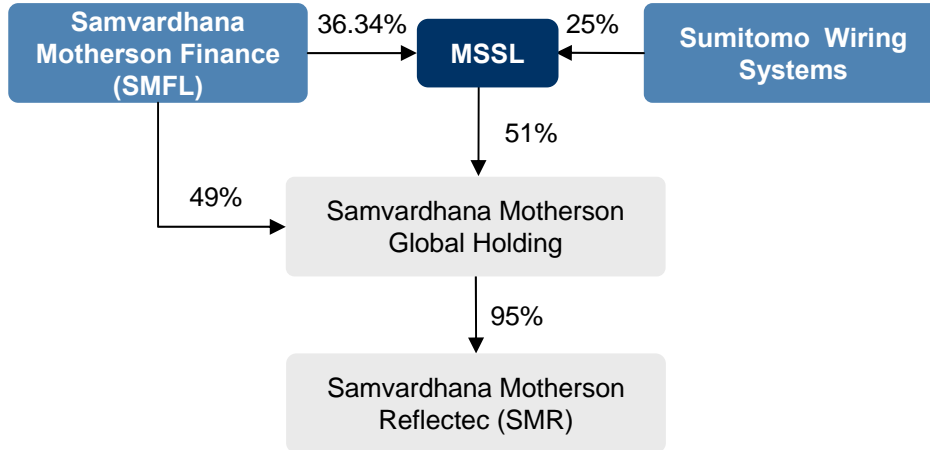 Samvardhana
Motherson Finance
(SMFL)
36.34%
MSSL
25%
Sumitomo Wiring
Systems
51%
49%
Samvardhana Motherson
Global Holding
95%
Samvardhana Motherson
Reflectec (SMR)